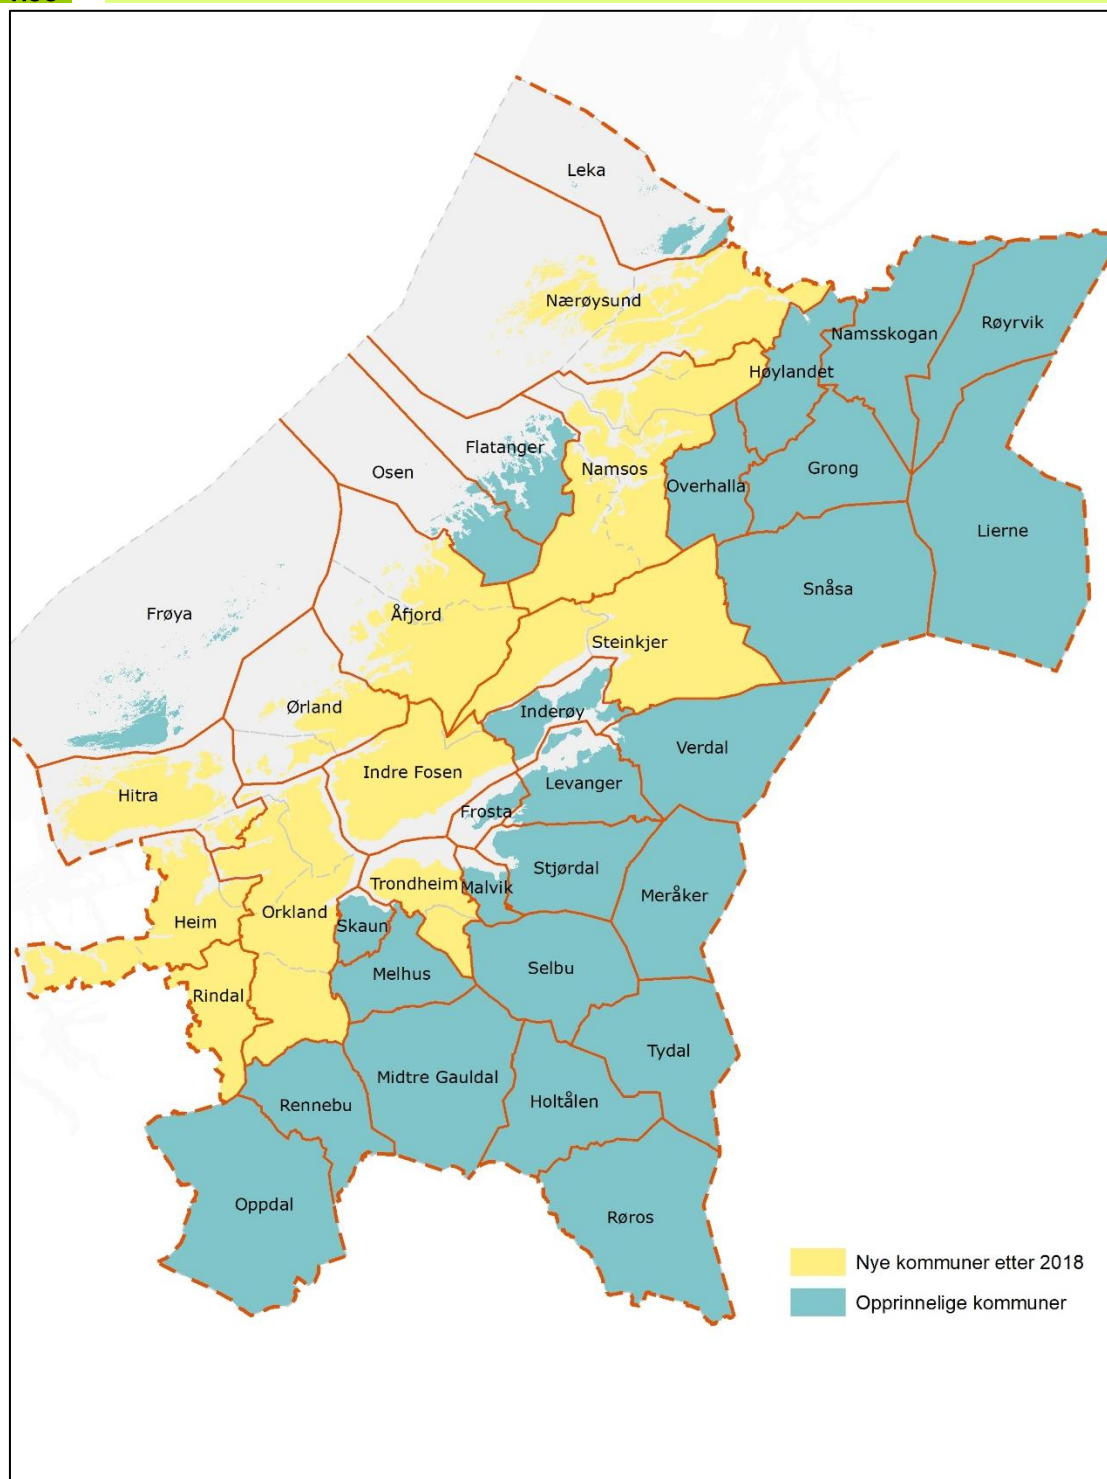 Leka
Nærøysund
Namsskogan
Røyrvik
Høylandet
Flatanger
Osen
Namsos
Overhalla
Grong
Lierne
Snåsa
Frøya
Åfjord
Steinkjer
Ørland
Inderøy
Verdal
Indre Fosen
Levanger
Hitra
Frosta
Stjørdal
Trondheim
Malvik
Meråker
Orkland
Heim
Skaun
Melhus
Selbu
Rindal
Tydal
Midtre Gauldal
Holtålen
Rennebu
Oppdal
Røros
Nye kommuner etter 2018
Opprinnelige kommuner